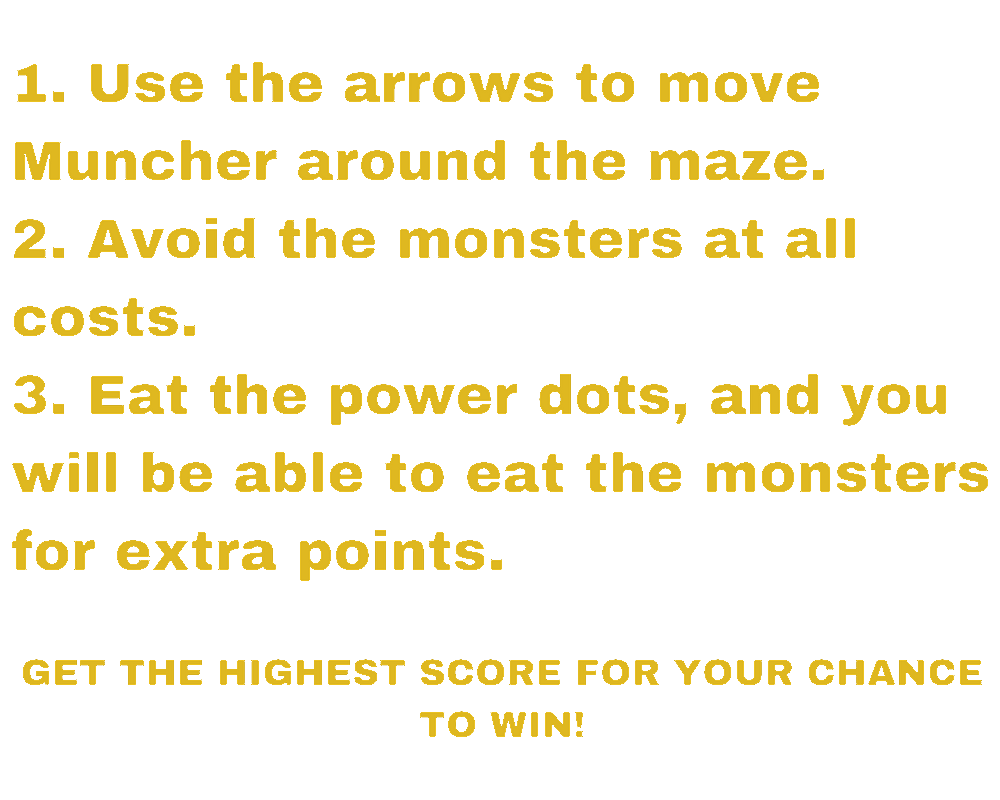 1. Use the arrows to move
Muncher around the maze.
2. Avoid the monsters at all
costs.
3. Eat the power dots, and you
will be able to eat the monsters
for extra points.
GET THE HIGHEST SCORE FOR YOUR CHANCE
TO WIN!